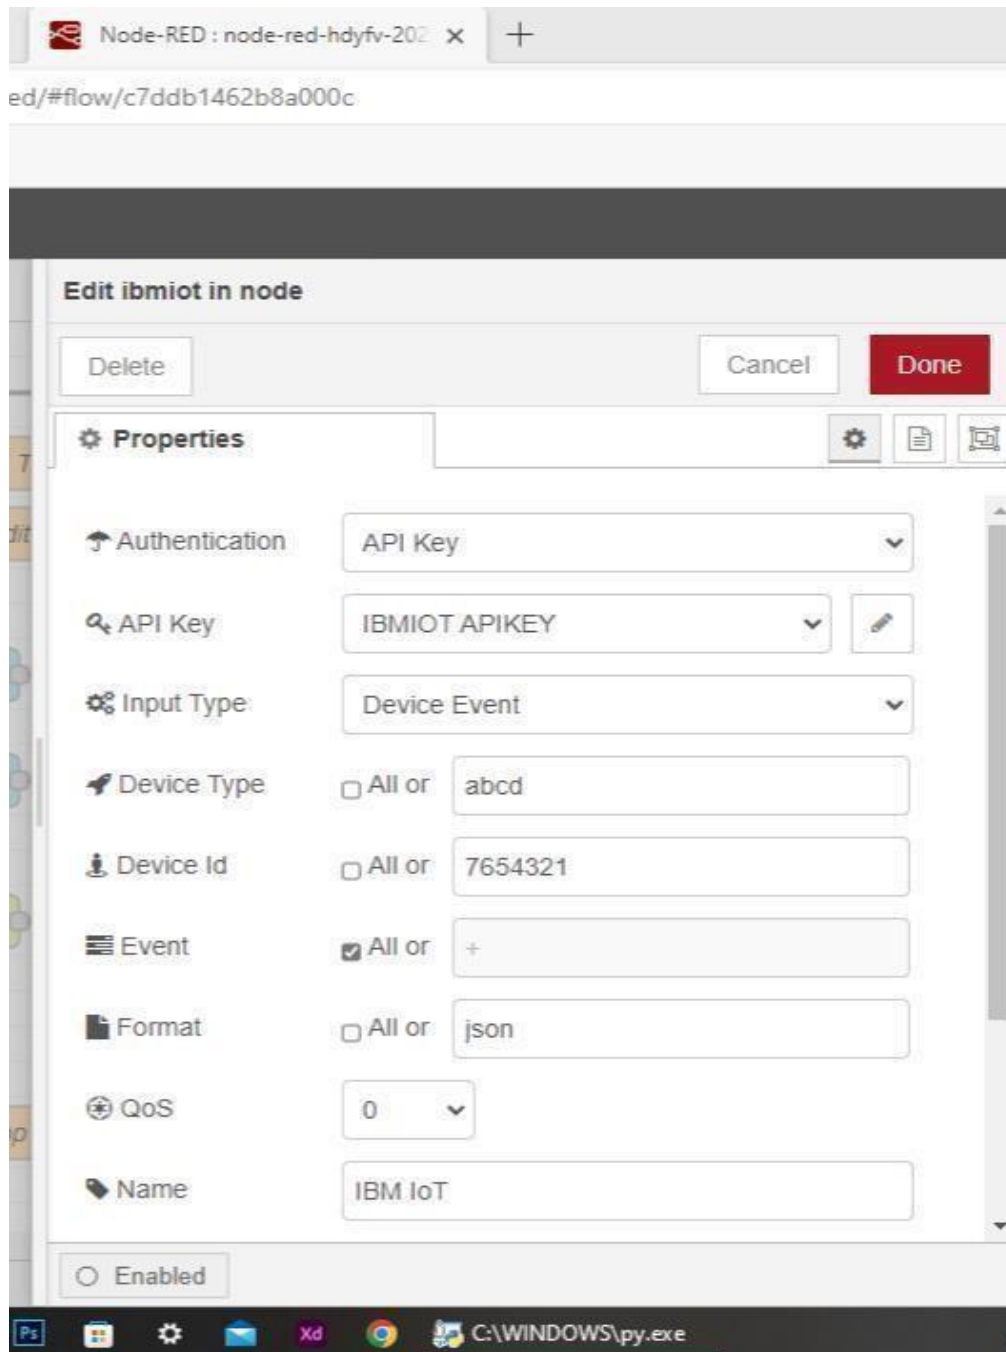 Node-RED : node-red-hdyfv-202
ed/#flow/c7ddb1462b8a000c
Edit ibmiot in node
Delete
Cancel
Done
Properties
Authentication
API Key
API Key
IBMIOT APIKEY
Input Type
Device Event
Device Type
All or
abcd
Device Id
All or
7654321
Event
All or
+
Format
All or
json
QoS
0
Name
IBM IoT
Enabled
Ps
Xd
C:\WINDOWS\py.exe